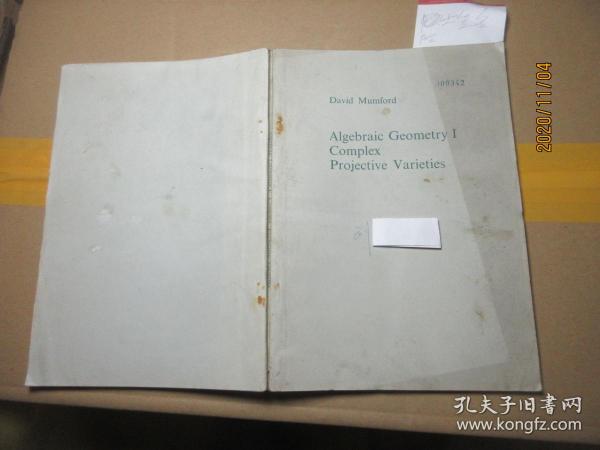 David Mumford
Algebraic Geometry I
Complex
Projective Varieties
2020/11/04
孔夫子旧书网
www.kongfz.com